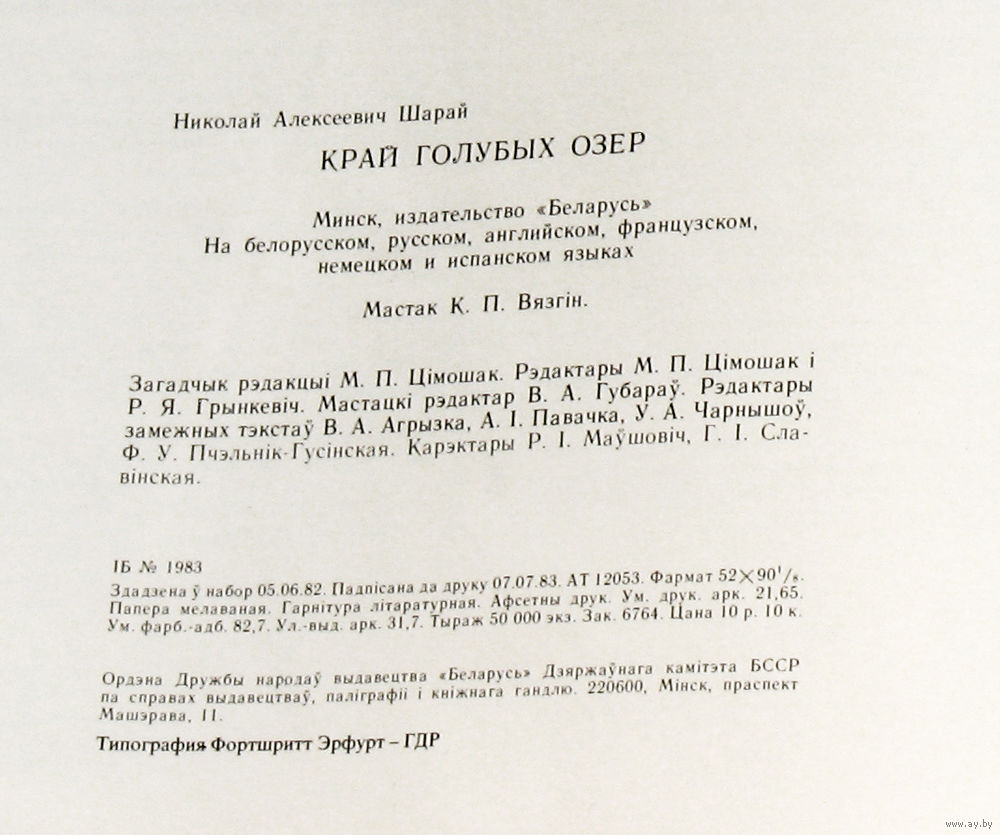 Николай Алексеевич Шарай
КРАЙ ГОЛУБЫХ ОЗЕР
Минск, издательство «Беларусь»
На белорусском, русском, английском, французском,
немецком и испанском языках
Мастак К. П. Вязгін.
Загадчык рэдакцыі М. П. Цімошак. Рэдактары М. П. Цімошак і
Р. Я. Грынкевіч. Мастацкі рэдактар В. А. Губараў. Рэдактары
замежных тэкстаў В. А. Агрызка, А. І. Павачка, У. А. Чарнышоў,
Ф. У. Пчэльнік-Гусінская. Карэктары Р. І. Маўшовіч, Г. І. Сла-
вінская.
ІБ № 1983
Здадзена ў набор 05.06.82. Падпісана да друку 07.07.83. АТ 12053. Фармат 52×90¹/₈.
Папера мелаваная. Гарнітура літаратурная. Афсетны друк. Ум. друк. арк. 21,65.
Ум. фарб.-адб. 82,7. Ул.-выд. арк. 31,7. Тыраж 50 000 экз. Зак. 6764. Цана 10 р. 10 к.
Ордэна Дружбы народаў выдавецтва «Беларусь» Дзяржаўнага камітэта БССР
па справах выдавецтваў, паліграфіі і кніжнага гандлю. 220600, Мінск, праспект
Машэрава, 11.
Типография Фортшритт Эрфурт – ГДР
www.ay.by